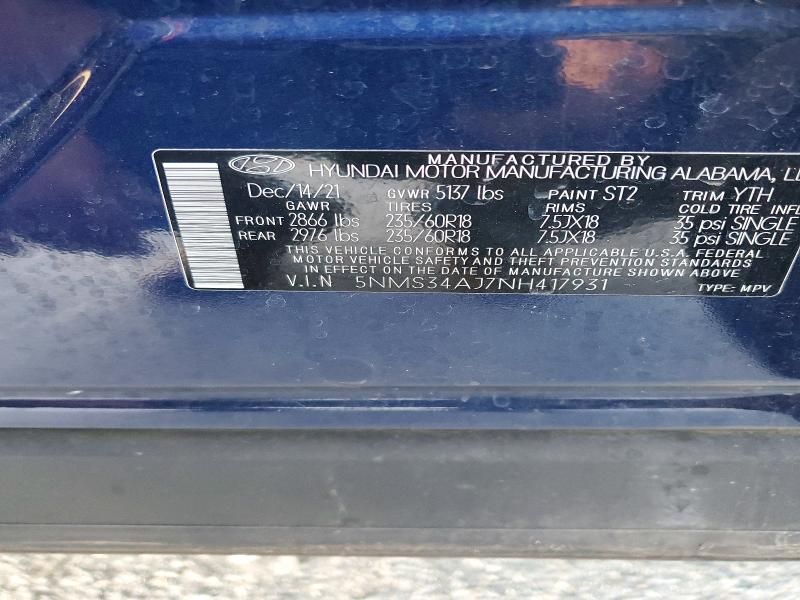 MANUFACTURED BY
HYUNDAI MOTOR MANUFACTURING ALABAMA, LL
Dec/14/21 GVWR 5137 lbs PAINT ST2 TRIM YTH
GAWR TIRES RIMS COLD TIRE INFL
FRONT 2866 lbs 235/60R18 7.5JX18 35 psi SINGLE
REAR 2976 lbs 235/60R18 7.5JX18 35 psi SINGLE
THIS VEHICLE CONFORMS TO ALL APPLICABLE U.S.A. FEDERAL
MOTOR VEHICLE SAFETY AND THEFT PREVENTION STANDARDS
IN EFFECT ON THE DATE OF MANUFACTURE SHOWN ABOVE
V.I.N 5NMS34AJ7NH417931 TYPE: MPV